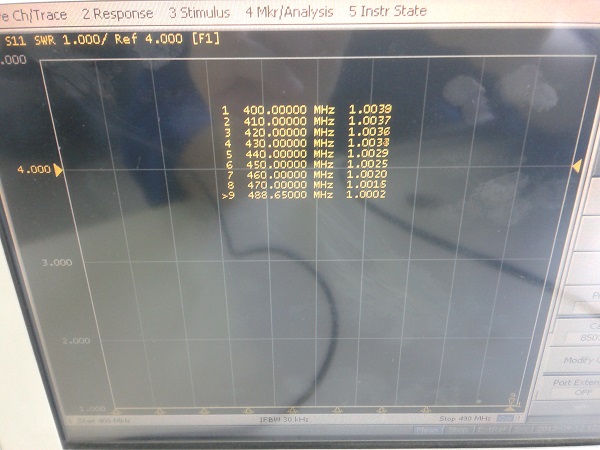 e Ch/Trace 2 Response 3 Stimulus 4 Mkr/Analysis 5 Instr State
S11 SWR 1.000/ Ref 4.000 [F1]
.000
1 400.00000 MHz 1.0039
2 410.00000 MHz 1.0037
3 420.00000 MHz 1.0036
4 430.00000 MHz 1.0033
5 440.00000 MHz 1.0029
6 450.00000 MHz 1.0025
7 460.00000 MHz 1.0020
8 470.00000 MHz 1.0015
>9 488.65000 MHz 1.0002
4.000
3.000
2.000
Modify
Port Exten
OFF
1.000
IFBW 30 kHz Stop 490 MHz